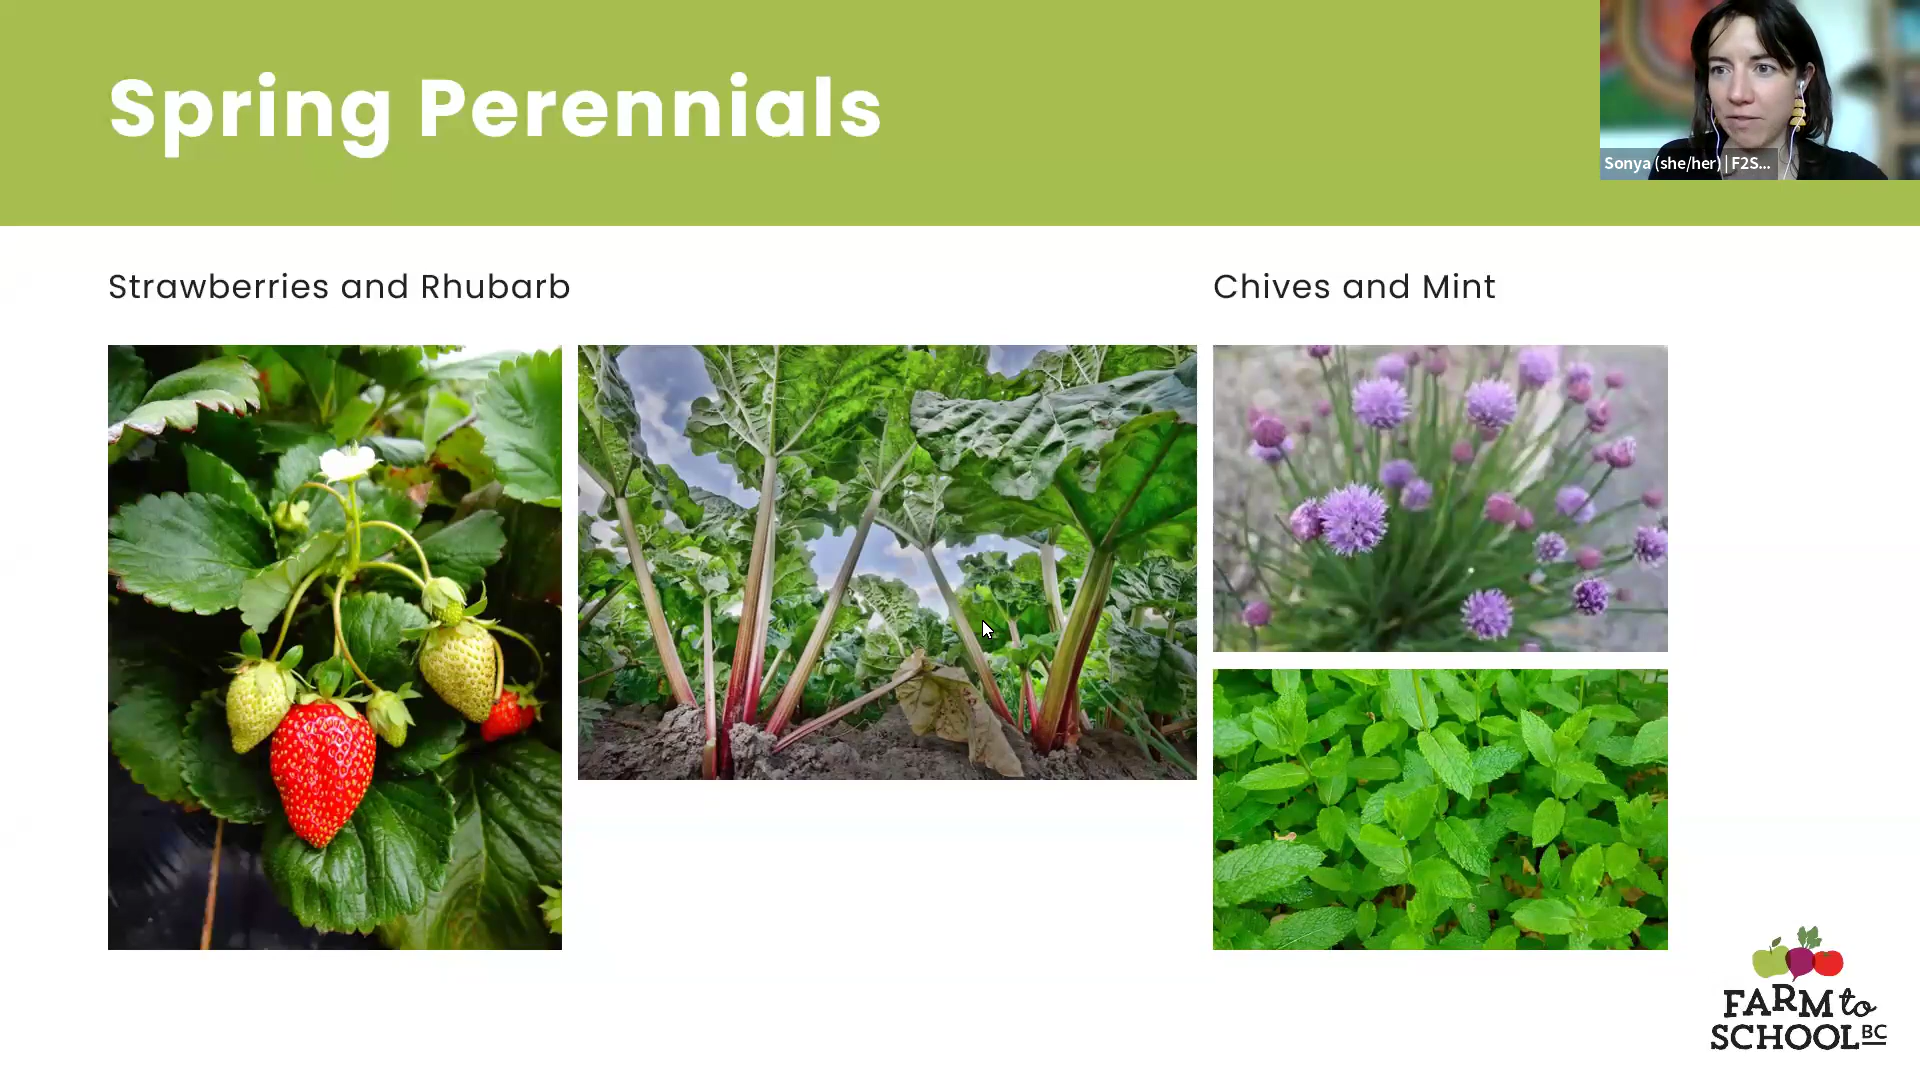 Spring Perennials
Sonya (she/her) | F2S...
Strawberries and Rhubarb
Chives and Mint
FARM to
SCHOOL BC